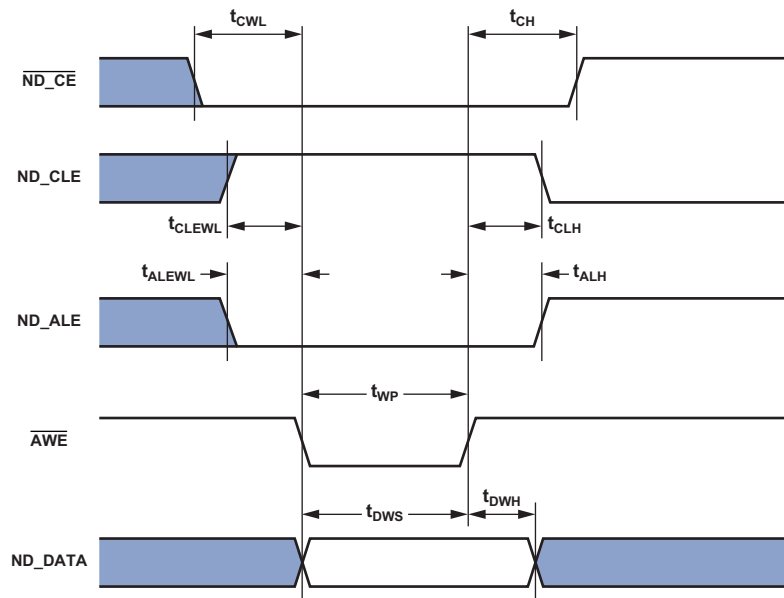 tCWL
tCH
ND_CE
ND_CLE
tCLEWL
tCLH
tALEWL
tALH
ND_ALE
tWP
AWE
tDWS
tDWH
ND_DATA